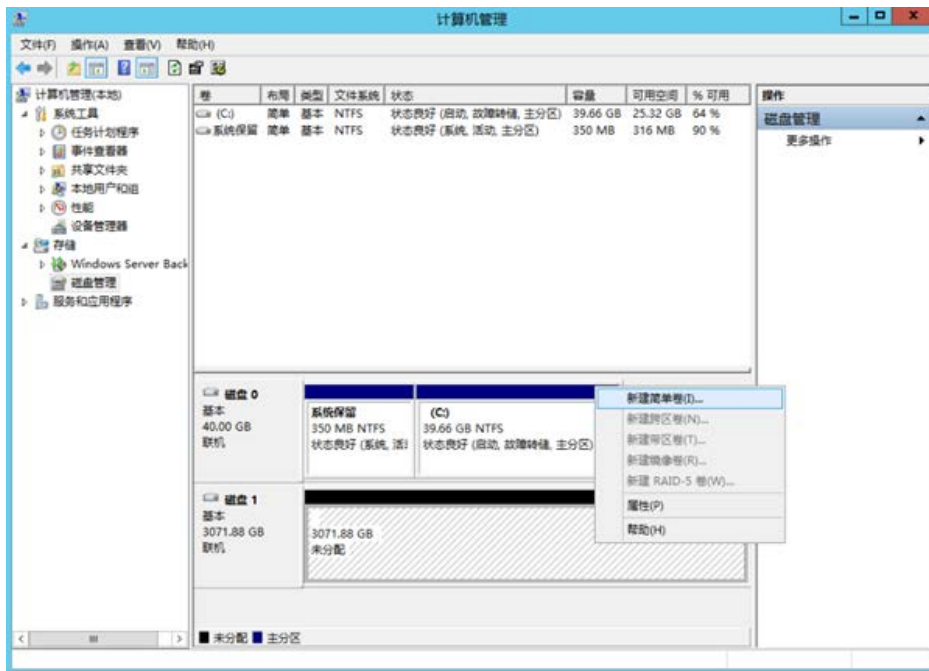 计算机管理
文件(F) 操作(A) 查看(V) 帮助(H)
计算机管理(本地)
系统工具
任务计划程序
事件查看器
共享文件夹
本地用户和组
性能
设备管理器
存储
Windows Server Back
磁盘管理
服务和应用程序
卷 布局 类型 文件系统 状态 容量 可用空间 % 可用
(C:) 简单 基本 NTFS 状态良好 (启动, 故障转储, 主分区) 39.66 GB 25.32 GB 64 %
系统保留 简单 基本 NTFS 状态良好 (系统, 活动, 主分区) 350 MB 316 MB 90 %
操作
磁盘管理
更多操作
磁盘 0
基本
40.00 GB
联机
系统保留
350 MB NTFS
状态良好 (系统, 活动
(C:)
39.66 GB NTFS
状态良好 (启动, 故障转储, 主分区)
磁盘 1
基本
3071.88 GB
联机
3071.88 GB
未分配
新建简单卷(I)...
新建跨区卷(N)...
新建带区卷(T)...
新建镜像卷(R)...
新建 RAID-5 卷(W)...
属性(P)
帮助(H)
未分配 主分区